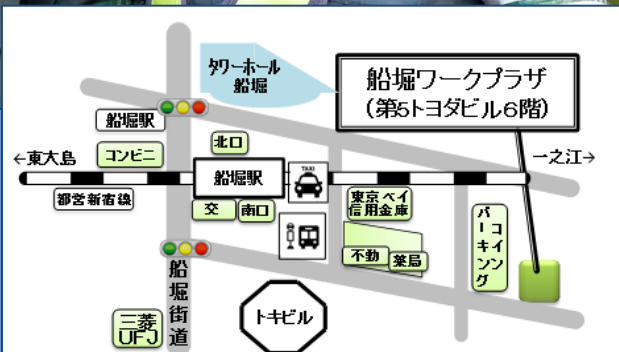 タワーホール
船堀
船堀ワークプラザ
(第5トヨダビル6階)
船堀駅
コンビニ
北口
←東大島
一之江→
船堀駅
TAXI
都営新宿線
交
南口
東京ベイ
信用金庫
コイン
パーキング
不動
薬局
船堀街道
トキビル
三菱
UFJ